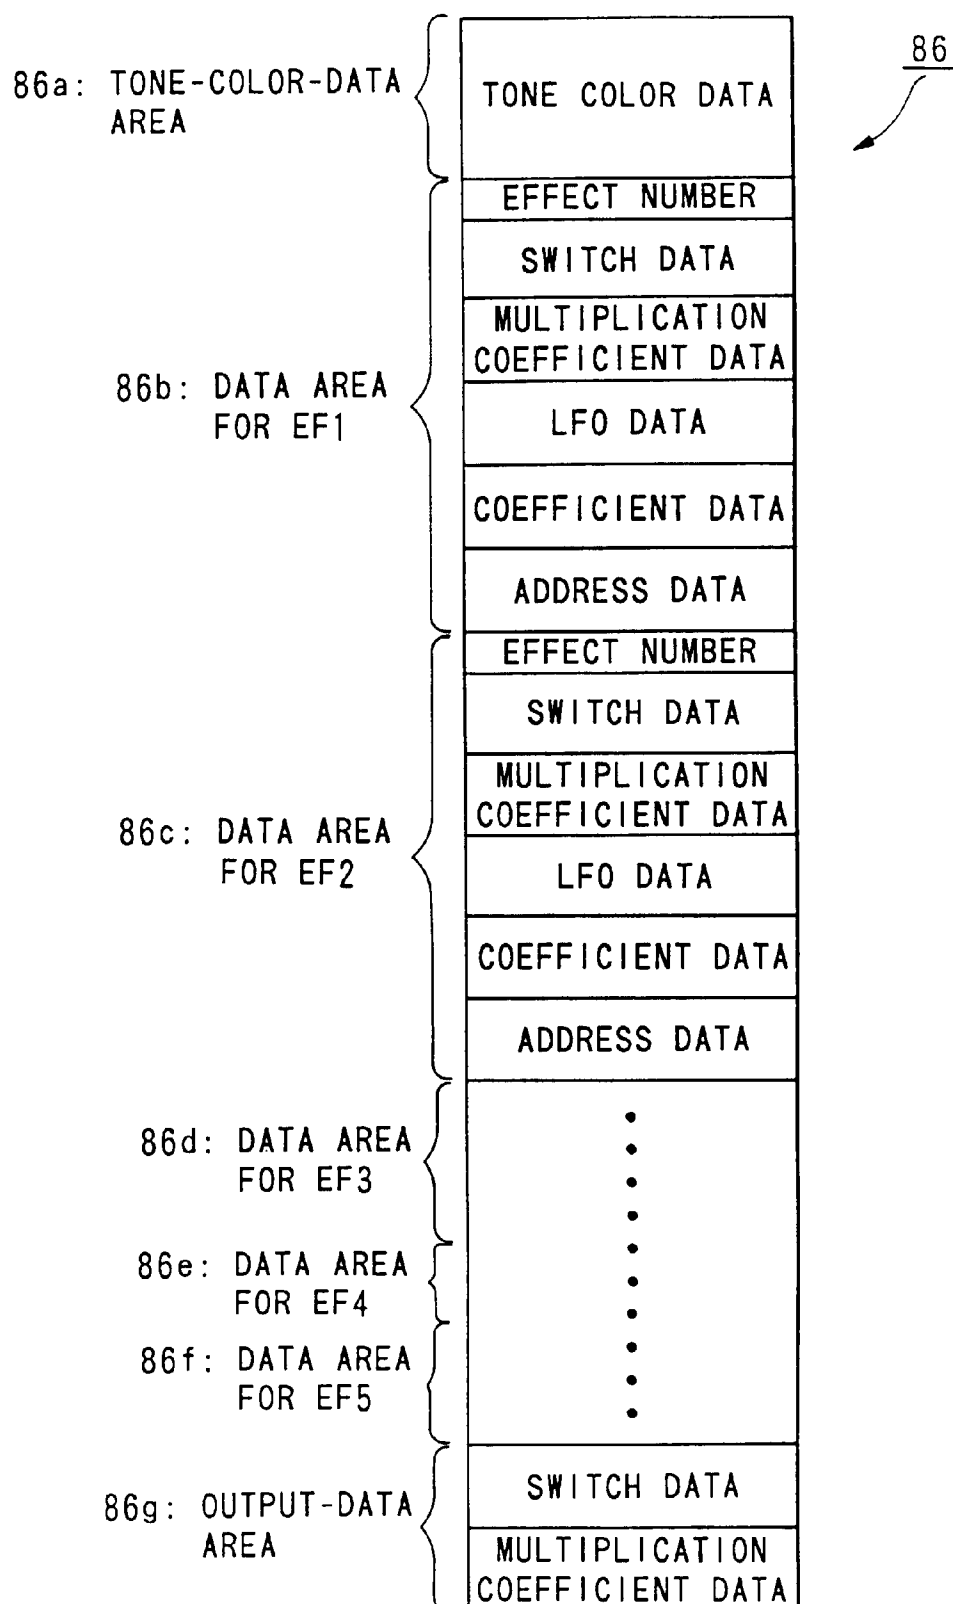 86
86a: TONE-COLOR-DATA
AREA
TONE COLOR DATA
86b: DATA AREA
FOR EF1
EFFECT NUMBER
SWITCH DATA
MULTIPLICATION
COEFFICIENT DATA
LFO DATA
COEFFICIENT DATA
ADDRESS DATA
86c: DATA AREA
FOR EF2
EFFECT NUMBER
SWITCH DATA
MULTIPLICATION
COEFFICIENT DATA
LFO DATA
COEFFICIENT DATA
ADDRESS DATA
86d: DATA AREA
FOR EF3
86e: DATA AREA
FOR EF4
86f: DATA AREA
FOR EF5
86g: OUTPUT-DATA
AREA
SWITCH DATA
MULTIPLICATION
COEFFICIENT DATA